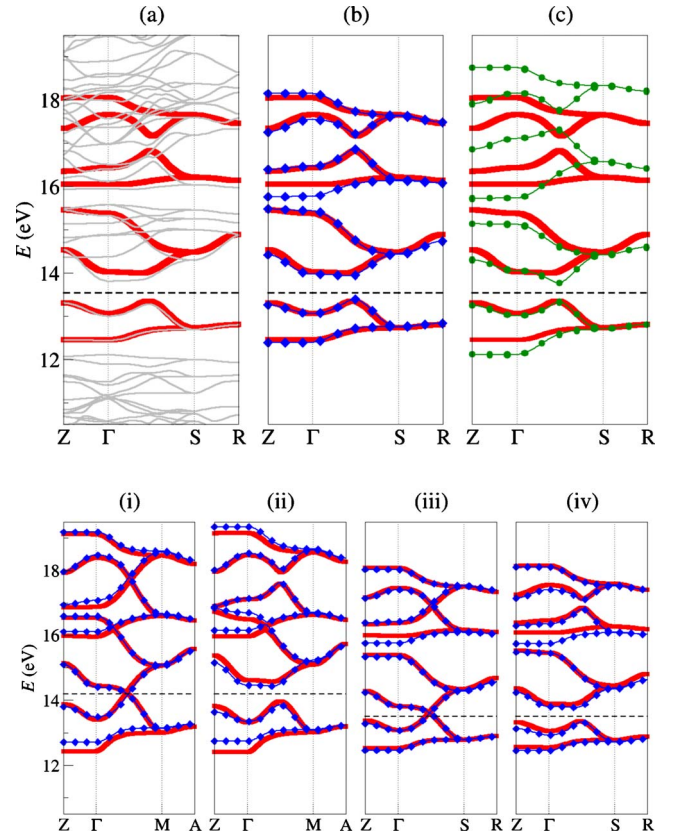 (a) (b) (c)
18
16
14
12
E (eV)
Z Γ S R Z Γ S R Z Γ S R
(i) (ii) (iii) (iv)
18
16
14
12
E (eV)
Z Γ M A Z Γ M A Z Γ S R Z Γ S R